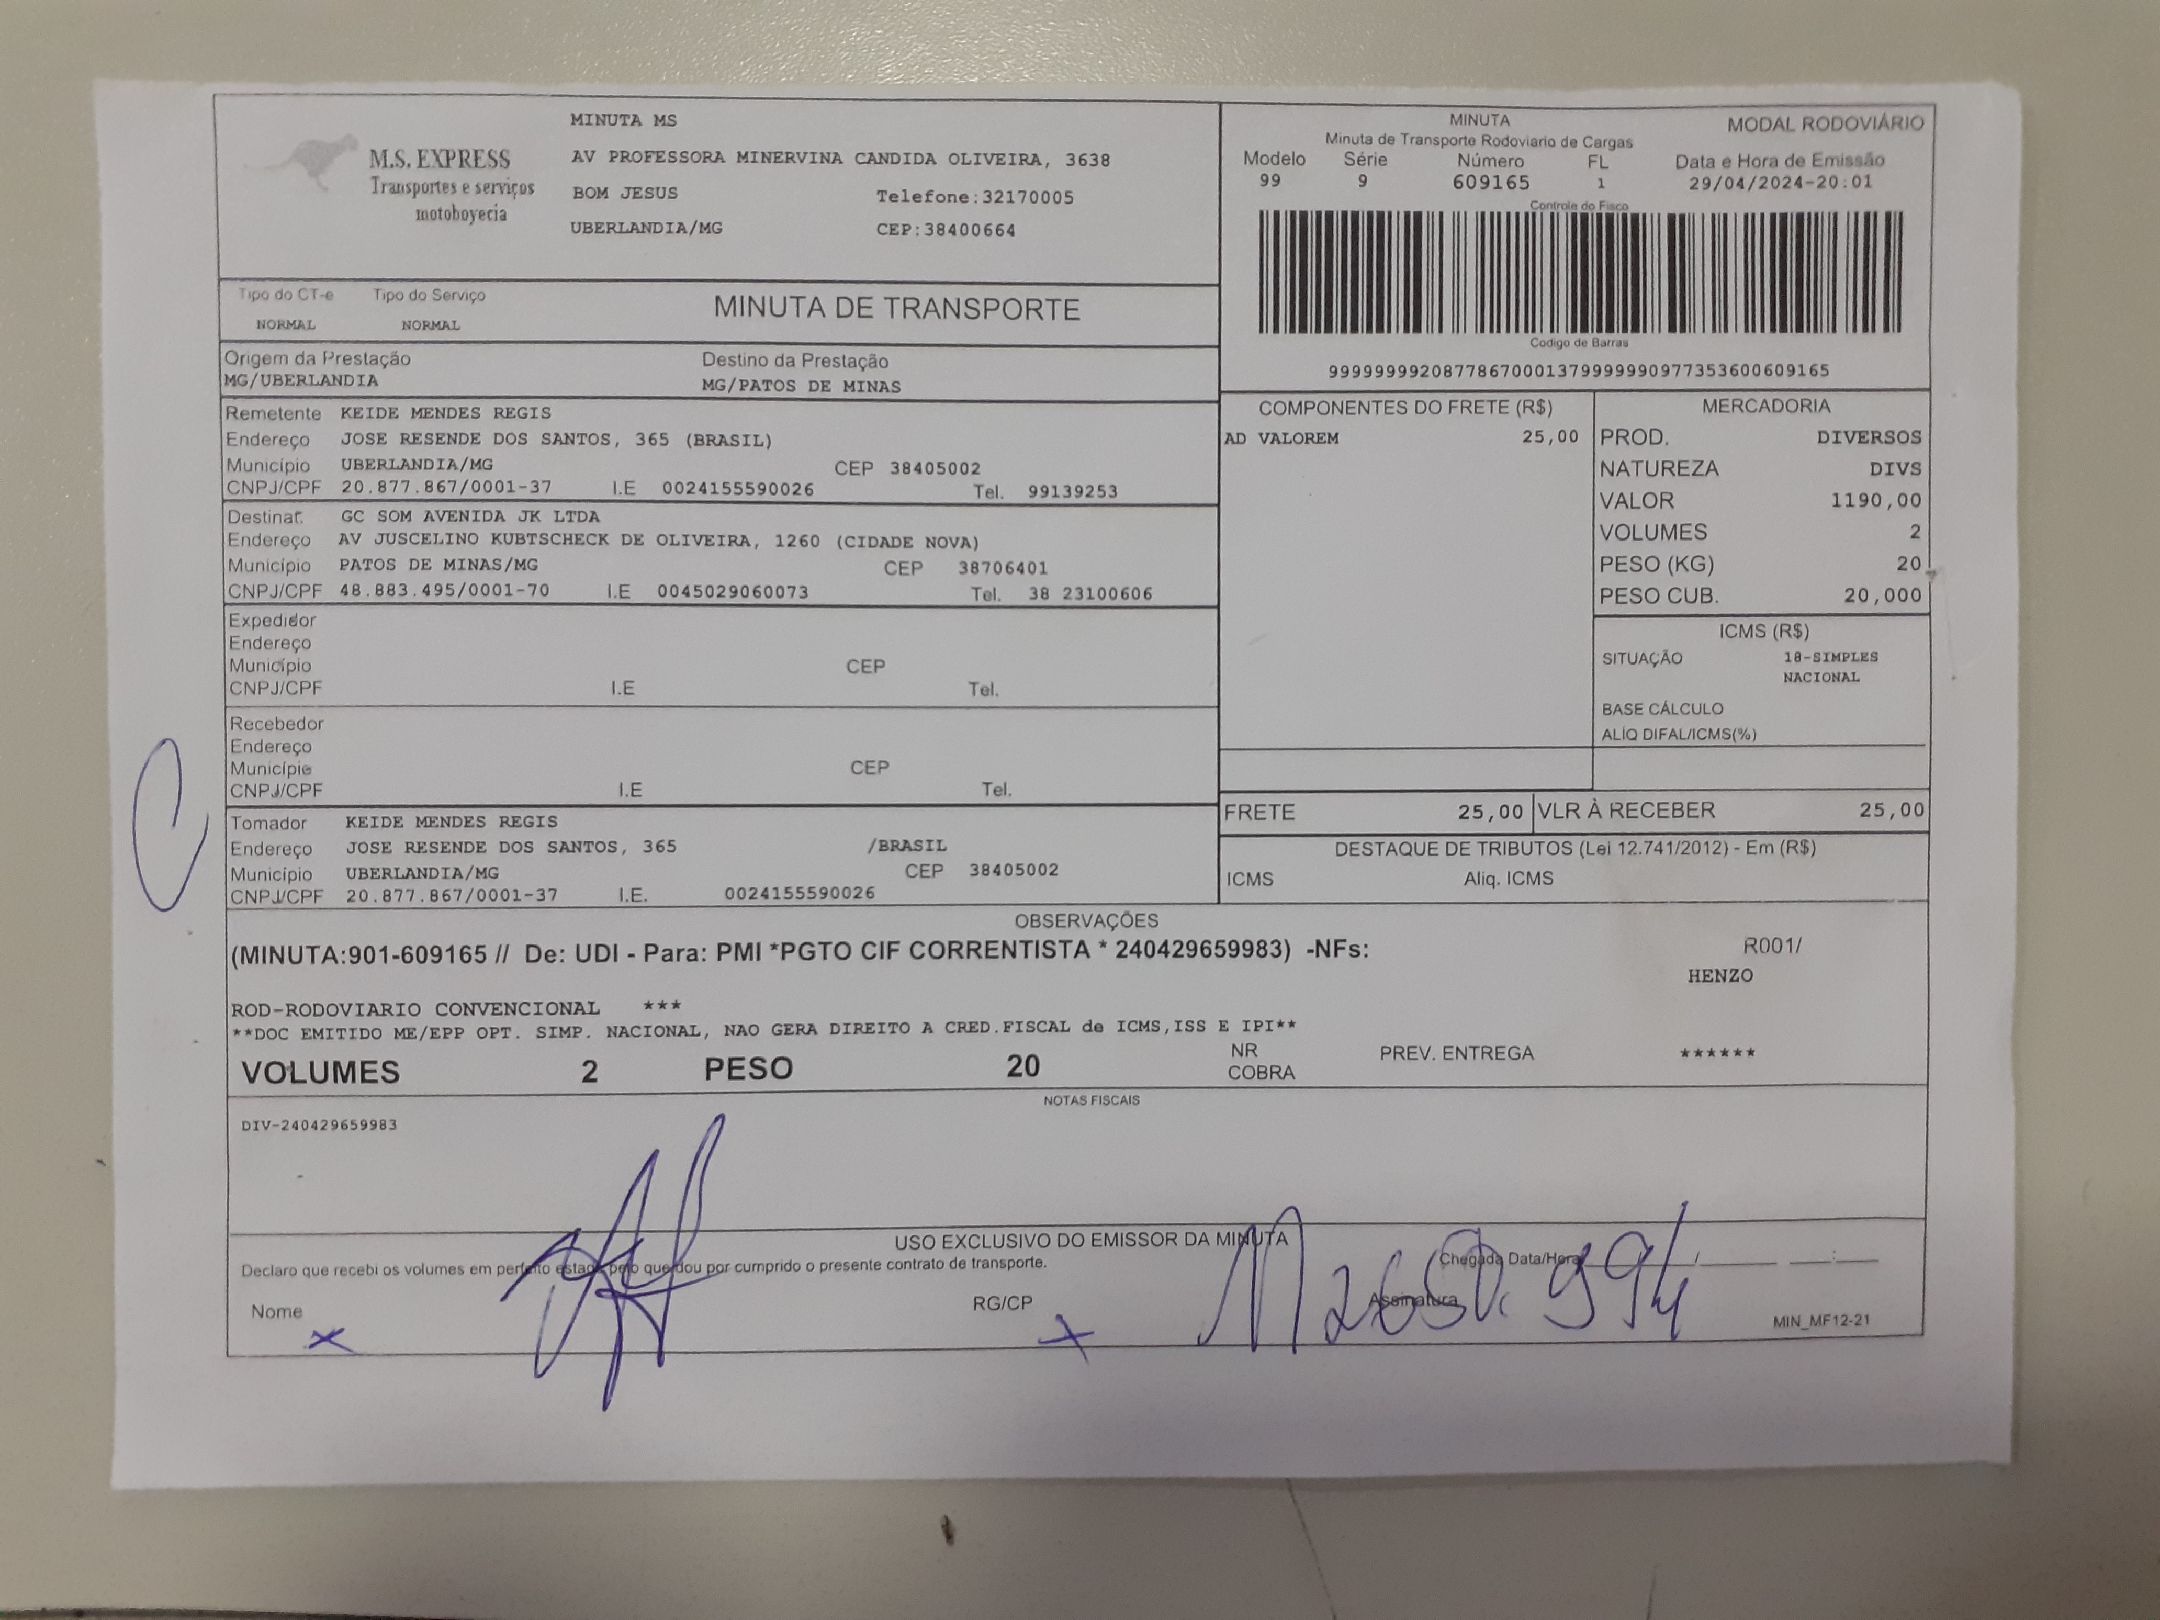 M.S. EXPRESS
Transportes e serviços
motoboyecia
MINUTA MS
AV PROFESSORA MINERVINA CANDIDA OLIVEIRA, 3638
BOM JESUS Telefone:32170005
UBERLANDIA/MG CEP:38400664
MINUTA MODAL RODOVIÁRIO
Minuta de Transporte Rodoviario de Cargas
Modelo Série Número FL Data e Hora de Emissão
99 9 609165 1 29/04/2024-20:01
Controle do Fisco
Codigo de Barras
99999999208778670001379999999097735360060​9165
Tipo do CT-e Tipo do Serviço MINUTA DE TRANSPORTE
NORMAL NORMAL
Origem da Prestação Destino da Prestação
MG/UBERLANDIA MG/PATOS DE MINAS
Remetente KEIDE MENDES REGIS
Endereço JOSE RESENDE DOS SANTOS, 365 (BRASIL)
Município UBERLANDIA/MG CEP 38405002
CNPJ/CPF 20.877.867/0001-37 I.E 0024155590026 Tel. 99139253
Destinat. GC SOM AVENIDA JK LTDA
Endereço AV JUSCELINO KUBTSCHECK DE OLIVEIRA, 1260 (CIDADE NOVA)
Município PATOS DE MINAS/MG CEP 38706401
CNPJ/CPF 48.883.495/0001-70 I.E 0045029060073 Tel. 38 23100606
Expedidor
Endereço
Município CEP
CNPJ/CPF I.E Tel.
Recebedor
Endereço
Município CEP
CNPJ/CPF I.E Tel.
Tomador KEIDE MENDES REGIS
Endereço JOSE RESENDE DOS SANTOS, 365 /BRASIL
Município UBERLANDIA/MG CEP 38405002
CNPJ/CPF 20.877.867/0001-37 I.E. 0024155590026
COMPONENTES DO FRETE (R$)
AD VALOREM 25,00
MERCADORIA
PROD. DIVERSOS
NATUREZA DIVS
VALOR 1190,00
VOLUMES 2
PESO (KG) 20
PESO CUB. 20,000
ICMS (R$)
SITUAÇÃO 18-SIMPLES
NACIONAL
BASE CÁLCULO
ALÍQ DIFAL/ICMS(%)
FRETE 25,00 VLR À RECEBER 25,00
DESTAQUE DE TRIBUTOS (Lei 12.741/2012) - Em (R$)
ICMS Aliq. ICMS
OBSERVAÇÕES
(MINUTA:901-609165 // De: UDI - Para: PMI *PGTO CIF CORRENTISTA * 240429659983) -NFs: R001/
HENZO
ROD-RODOVIARIO CONVENCIONAL ***
**DOC EMITIDO ME/EPP OPT. SIMP. NACIONAL, NAO GERA DIREITO A CRED.FISCAL de ICMS,ISS E IPI**
VOLUMES 2 PESO 20 NR COBRA PREV. ENTREGA ******
NOTAS FISCAIS
DIV-240429659983
USO EXCLUSIVO DO EMISSOR DA MINUTA
Declaro que recebi os volumes em perfeito estado pelo que dou por cumprido o presente contrato de transporte. Chegada Data/Hora / :
Nome RG/CP Assinatura MIN_MF12-21